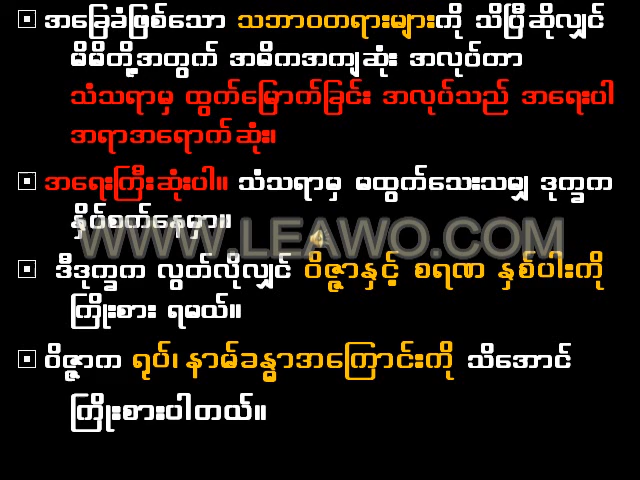 အခြေခံဖြစ်သော သဘာဝတရားများကို သိပြီဆိုလျှင်
မိမိတို့အတွက် အဓိကအကျဆုံး အလုပ်တာ
သံသရာမှ ထွက်မြောက်ခြင်း အလုပ်သည် အရေးပါ
အရာအရောက်ဆုံး၊
အရေးကြီးဆုံးပါ။ သံသရာမှ မထွက်သေးသမျှ ဒုက္ခက
နှိပ်စက်နေမှာ။
WWW.LEAWO.COM
ဒီဒုက္ခက လွတ်လိုလျှင် ဝိဇ္ဇာနှင့် စရဏ နှစ်ပါးကို
ကြိုးစား ရမယ်။
ဝိဇ္ဇာက ရုပ်၊ နာမ်ခန္ဓာအကြောင်းကို သိအောင်
ကြိုးစားပါတယ်။